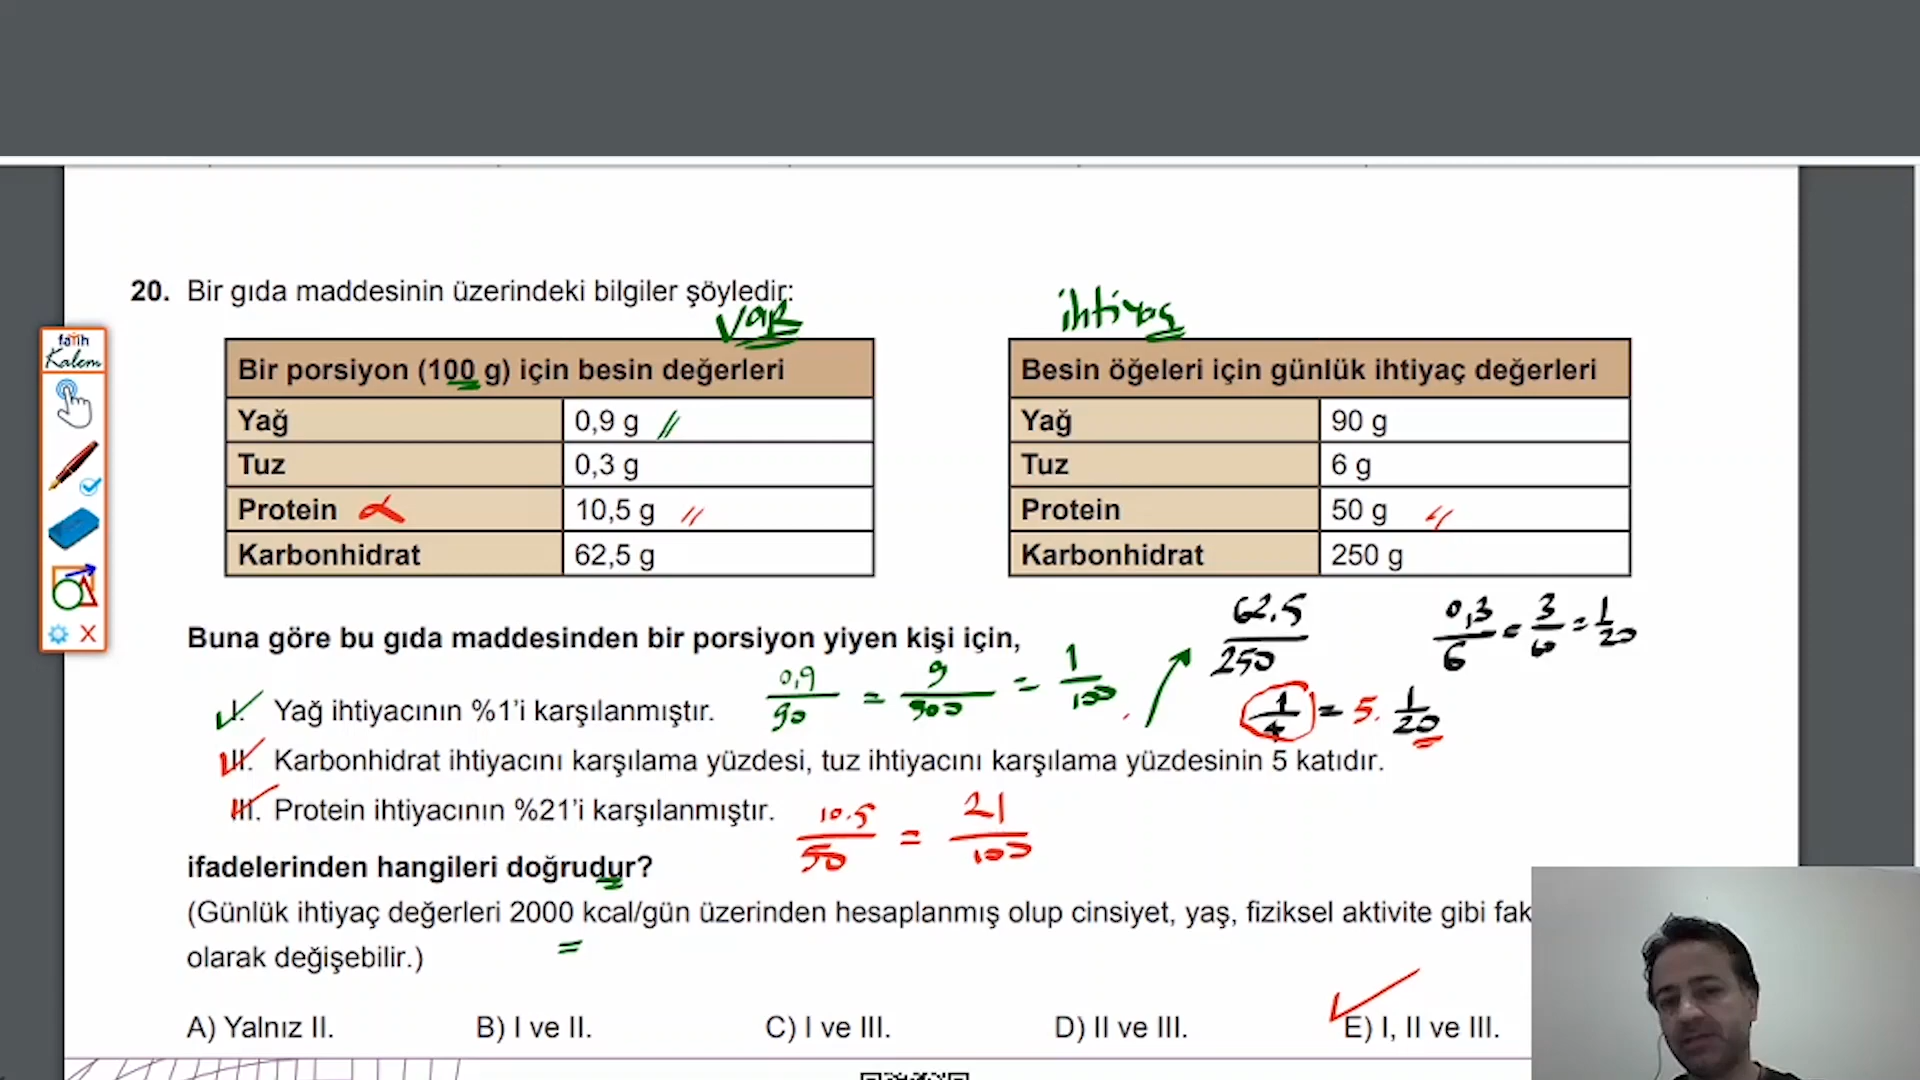 20. Bir gıda maddesinin üzerindeki bilgiler şöyledir:
var
ihtiyaç
fatih
Kalem
Bir porsiyon (100 g) için besin değerleri
Yağ 0,9 g
Tuz 0,3 g
Protein 10,5 g
Karbonhidrat 62,5 g
Besin öğeleri için günlük ihtiyaç değerleri
Yağ 90 g
Tuz 6 g
Protein 50 g
Karbonhidrat 250 g
62.5/250
0,3/6 = 3/60 = 1/20
1/4 = 5. 1/20
Buna göre bu gıda maddesinden bir porsiyon yiyen kişi için,
0,9/90 = 9/900 = 1/100
I. Yağ ihtiyacının %1’i karşılanmıştır.
II. Karbonhidrat ihtiyacını karşılama yüzdesi, tuz ihtiyacını karşılama yüzdesinin 5 katıdır.
III. Protein ihtiyacının %21’i karşılanmıştır.
10.5/50 = 21/100
ifadelerinden hangileri doğrudur?
(Günlük ihtiyaç değerleri 2000 kcal/gün üzerinden hesaplanmış olup cinsiyet, yaş, fiziksel aktivite gibi fak
olarak değişebilir.)
A) Yalnız II. B) I ve II. C) I ve III. D) II ve III. E) I, II ve III.